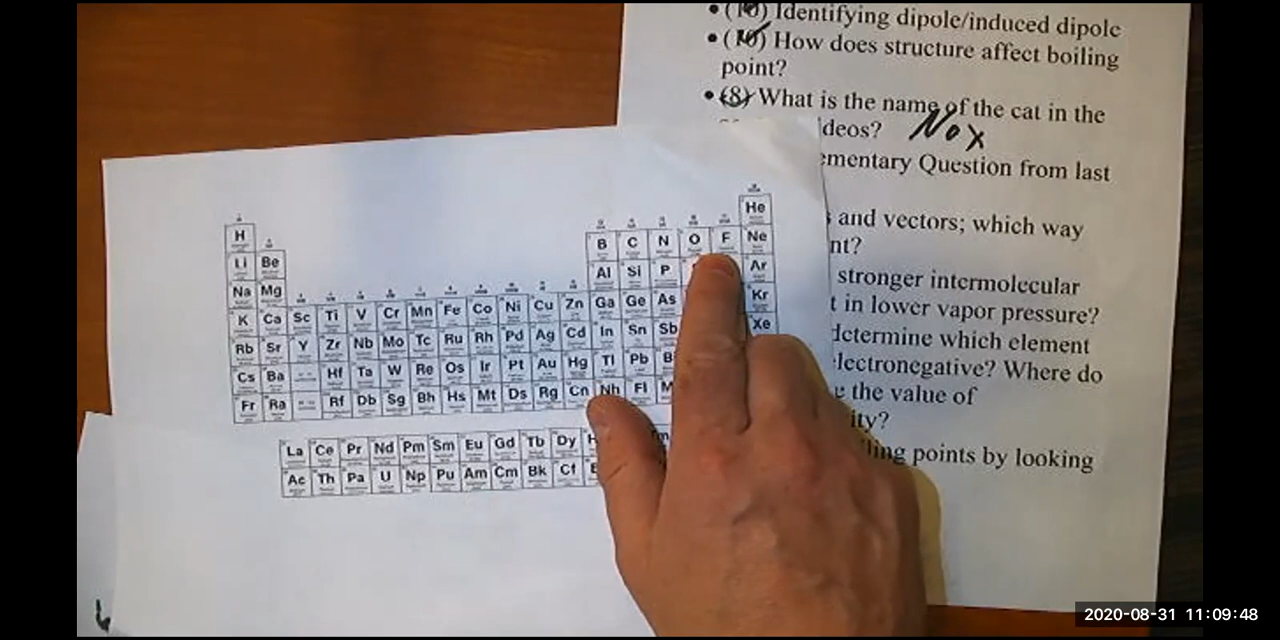 • (10) Identifying dipole/induced dipole
• (10) How does structure affect boiling
point?
• (8) What is the name of the cat in the
deos? Nox
ementary Question from last
and vectors; which way
nt?
stronger intermolecular
t in lower vapor pressure?
determine which element
lectronegative? Where do
the value of
ity?
ling points by looking
He
H B C N O F Ne
Li Be Al Si P Ar
Na Mg Ga Ge As Kr
K Ca Sc Ti V Cr Mn Fe Co Ni Cu Zn In Sn Sb Xe
Rb Sr Y Zr Nb Mo Tc Ru Rh Pd Ag Cd Tl Pb
Cs Ba Hf Ta W Re Os Ir Pt Au Hg Nh Fl
Fr Ra Rf Db Sg Bh Hs Mt Ds Rg Cn
La Ce Pr Nd Pm Sm Eu Gd Tb Dy
Ac Th Pa U Np Pu Am Cm Bk Cf
2020-08-31 11:09:48